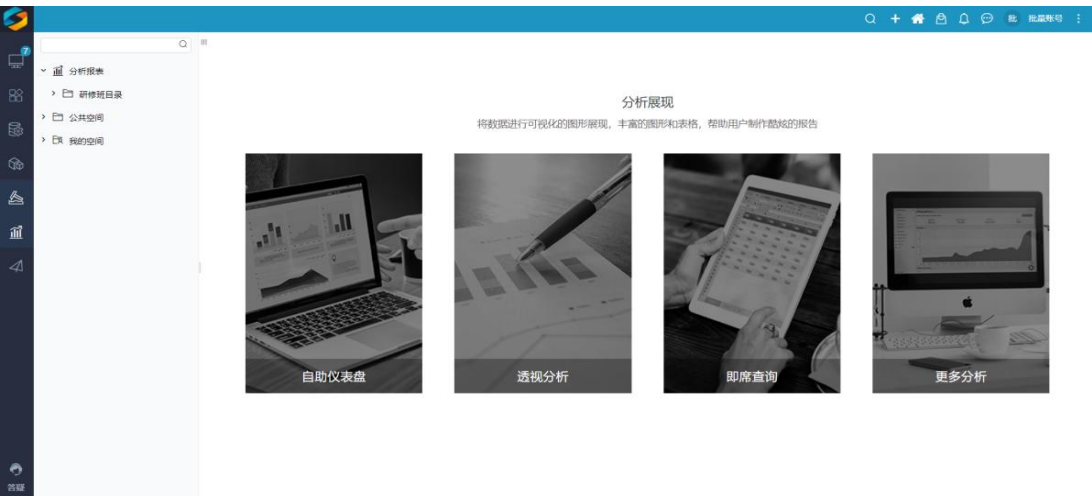 批 批量账号
7
分析报表
研修班目录
公共空间
我的空间
分析展现
将数据进行可视化的图形展现，丰富的图形和表格，帮助用户制作酷炫的报告
自助仪表盘
透视分析
即席查询
更多分析
答疑